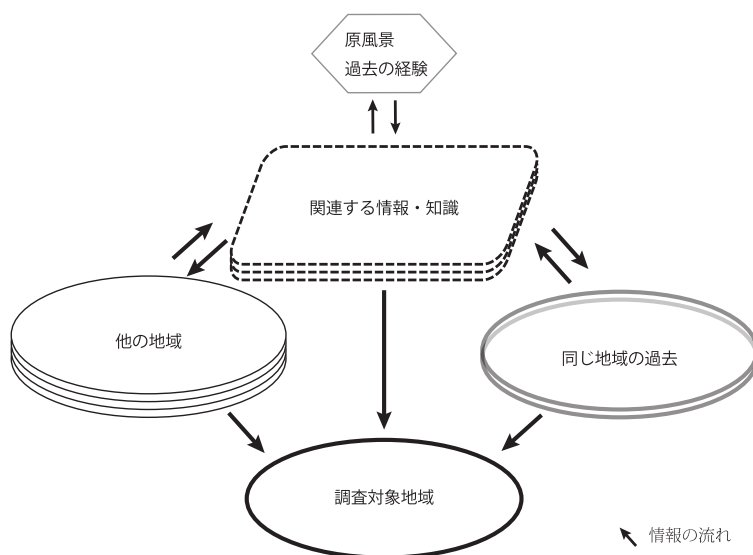 原風景
過去の経験
関連する情報・知識
他の地域
同じ地域の過去
調査対象地域
情報の流れ